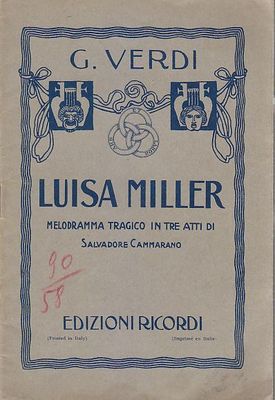 G. VERDI
LUISA MILLER
MELODRAMMA TRAGICO IN TRE ATTI DI
SALVADORE CAMMARANO
90
58
EDIZIONI RICORDI
(Printed in Italy) (Imprimé en Italie)